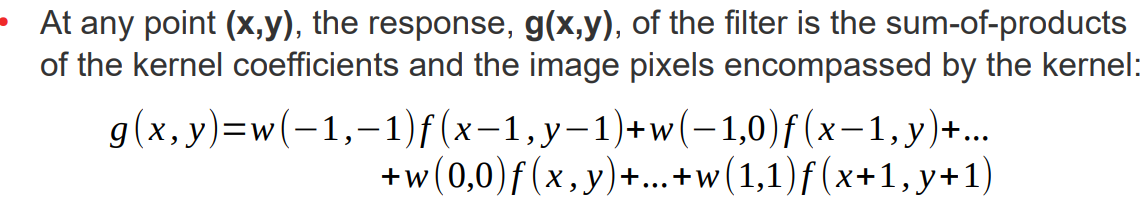 • At any point (x,y), the response, g(x,y), of the filter is the sum-of-products
of the kernel coefficients and the image pixels encompassed by the kernel:
g(x,y)=w(−1,−1)f(x−1,y−1)+w(−1,0)f(x−1,y)+...
+w(0,0)f(x,y)+...+w(1,1)f(x+1,y+1)